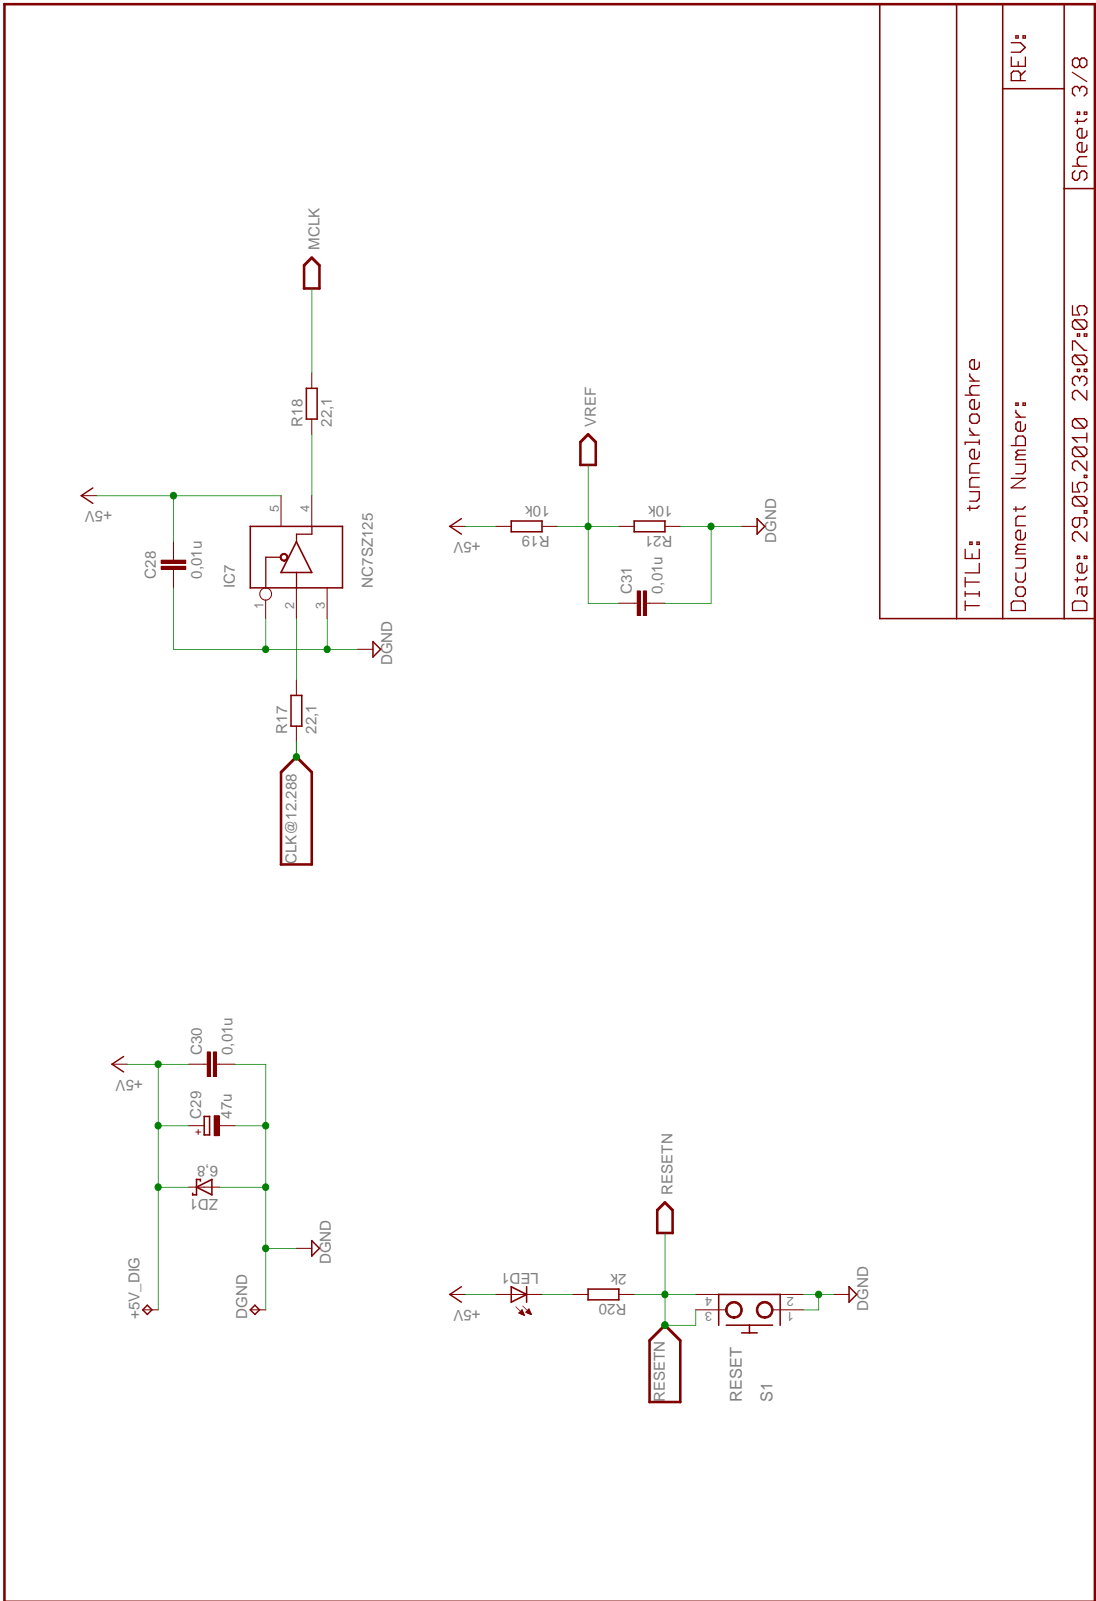 +5V_DIG
DGND
DGND
ZD1
6,8
+
C29
47u
C30
0,01u
+5V
CLK@12.288
R17
22,1
DGND
C28
0,01u
+5V
IC7
1
2
3
4
5
NC7SZ125
R18
22,1
MCLK
+5V
LED1
R20
2k
RESETN
RESETN
RESET
S1
3
4
1
2
DGND
+5V
R19
10k
VREF
C31
0,01u
R21
10k
DGND
TITLE: tunnelroehre
Document Number:
REV:
Date: 29.05.2010 23:07:05
Sheet: 3/8